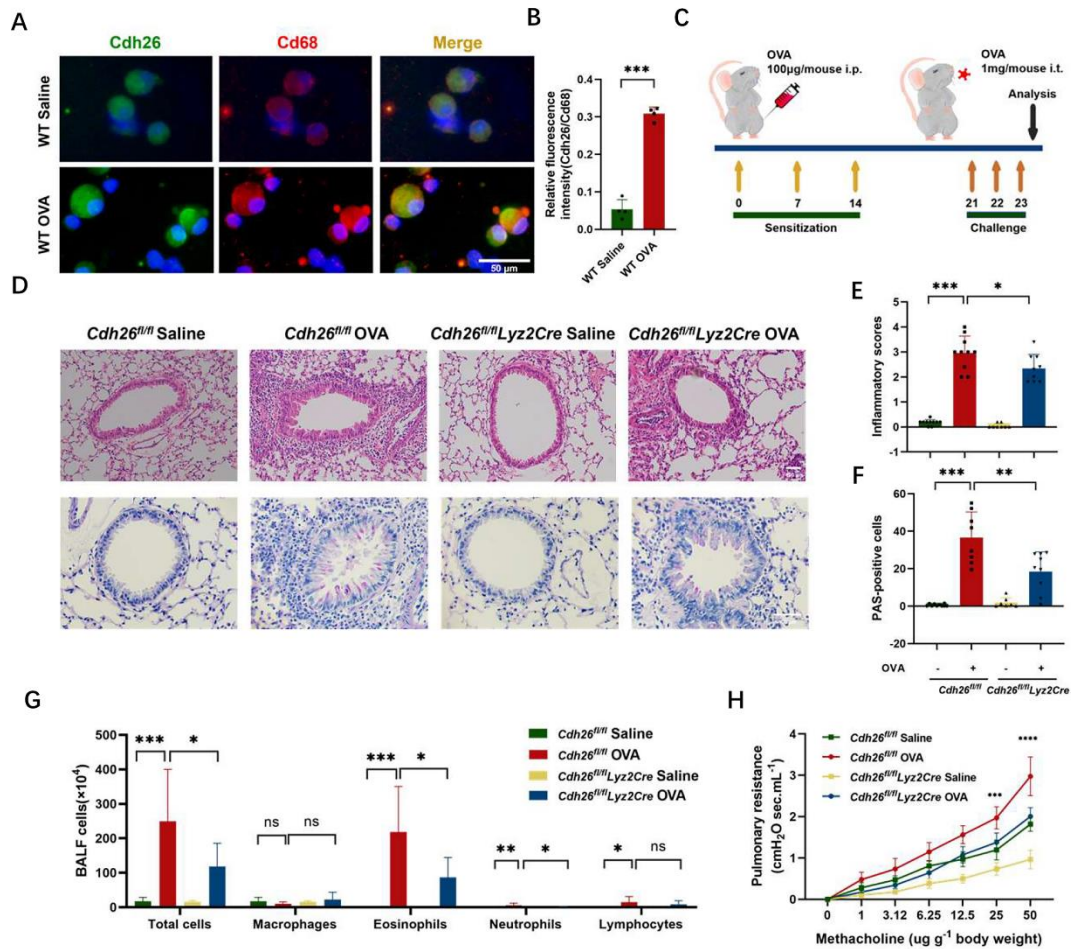 A
Cdh26
Cd68
Merge
WT Saline
WT OVA
50 μm
B
***
Relative fluorescence
intensity(Cdh26/Cd68)
0.4
0.3
0.2
0.1
0.0
WT Saline
WT OVA
C
OVA
100μg/mouse i.p.
OVA
1mg/mouse i.t.
Analysis
0
7
14
21
22
23
Sensitization
Challenge
D
Cdh26fl/fl Saline
Cdh26fl/fl OVA
Cdh26fl/flLyz2Cre Saline
Cdh26fl/flLyz2Cre OVA
E
*** *
Inflammatory scores
5
4
3
2
1
0
F
*** **
PAS-positive cells
60
40
20
0
-20
OVA - + - +
Cdh26fl/fl Cdh26fl/flLyz2Cre
G
BALF cells(×10⁴)
500
400
300
200
100
0
*** *
ns ns
*** *
** *
* ns
Cdh26fl/fl Saline
Cdh26fl/fl OVA
Cdh26fl/flLyz2Cre Saline
Cdh26fl/flLyz2Cre OVA
Total cells Macrophages Eosinophils Neutrophils Lymphocytes
H
Cdh26fl/fl Saline
Cdh26fl/fl OVA
Cdh26fl/flLyz2Cre Saline
Cdh26fl/flLyz2Cre OVA
***
****
Pulmonary resistance
(cmH₂O sec.mL⁻¹)
4
3
2
1
0
0 1 3.12 6.25 12.5 25 50
Methacholine (ug g⁻¹ body weight)